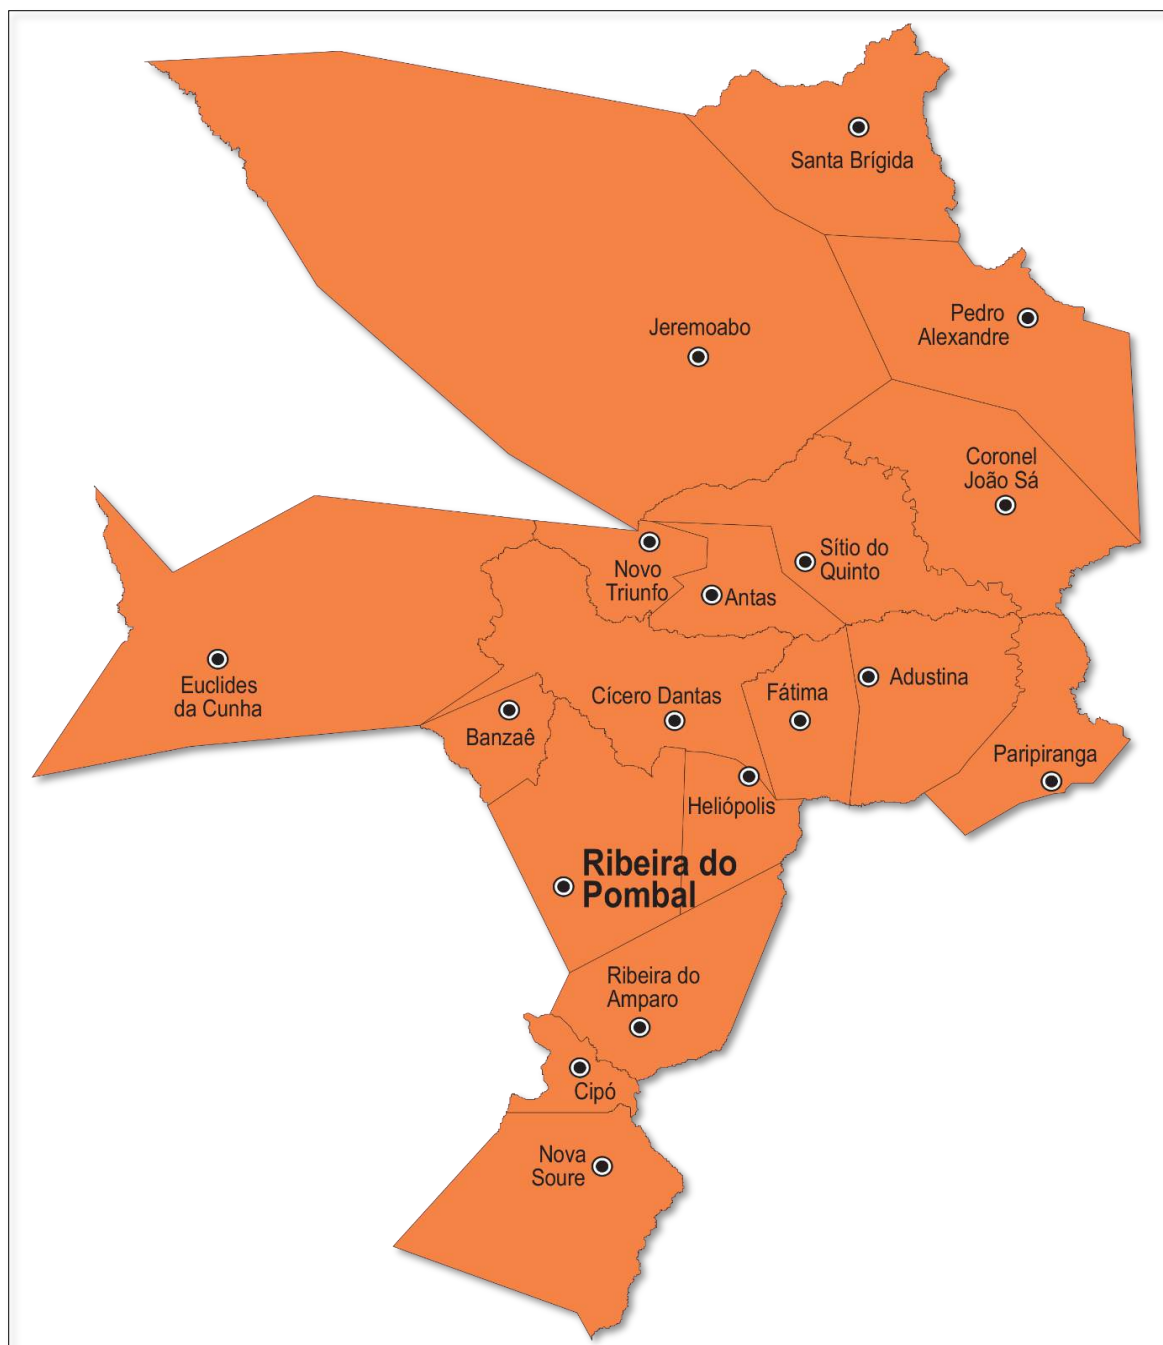 Santa Brígida
Pedro
Alexandre
Jeremoabo
Coronel
João Sá
Sítio do
Quinto
Novo
Triunfo
Antas
Euclides
da Cunha
Cícero Dantas
Fátima
Adustina
Banzaê
Paripiranga
Heliópolis
Ribeira do
Pombal
Ribeira do
Amparo
Cipó
Nova
Soure